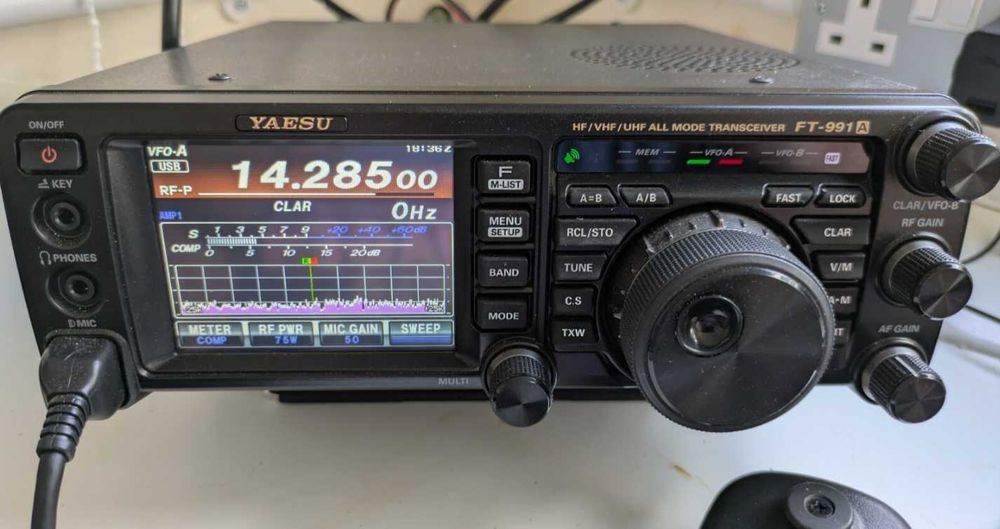 ON/OFF
KEY
PHONES
MIC
YAESU
HF/VHF/UHF ALL MODE TRANSCEIVER FT-991A
VFO-A 18:36Z
USB
14.285 00
RF-P
CLAR 0Hz
AMP1
S 1 3 5 7 9 +20 +40 +60dB
COMP 0 5 10 15 20dB
METER RF PWR MIC GAIN SWEEP
COMP 75W 50
MULTI
F
M-LIST
MENU
SETUP
BAND
MODE
MEM VFO-A VFO-B FAST
A=B A/B FAST LOCK
RCL/STO CLAR
TUNE V/M
C.S
TXW
CLAR/VFO-B
RF GAIN
AF GAIN